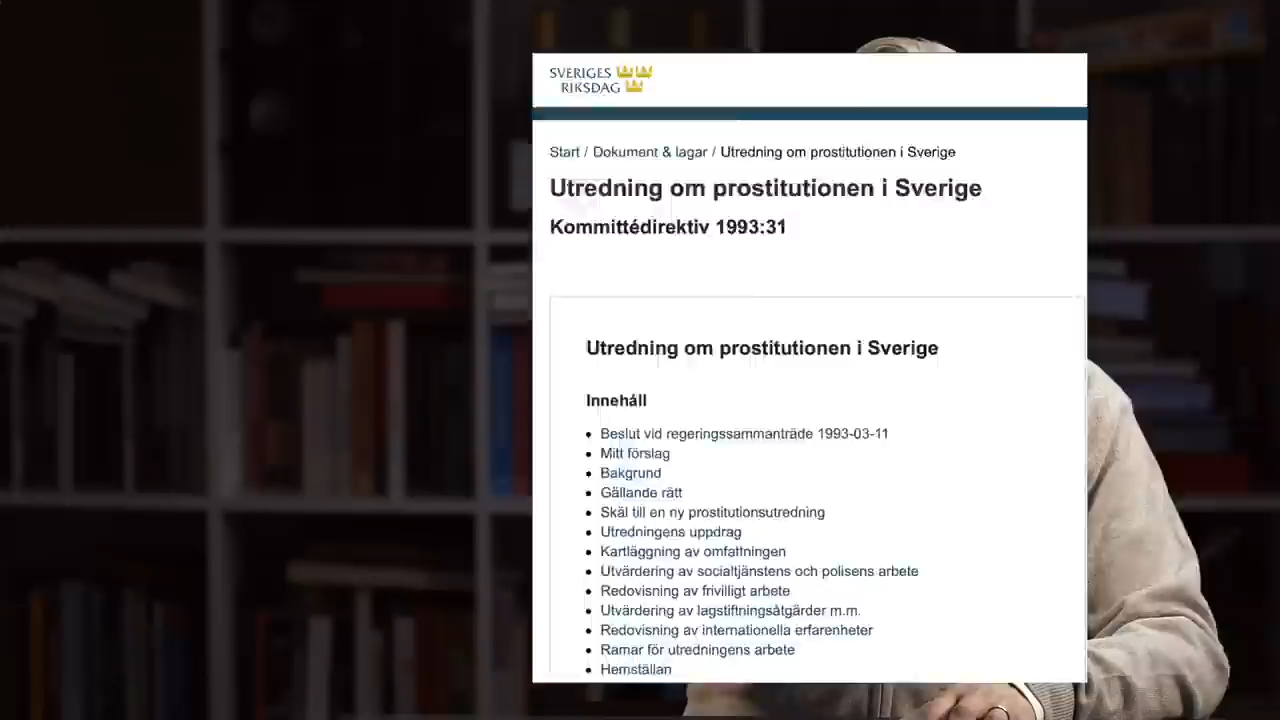 SVERIGES
RIKSDAG
Start / Dokument & lagar / Utredning om prostitutionen i Sverige
Utredning om prostitutionen i Sverige
Kommittédirektiv 1993:31
Utredning om prostitutionen i Sverige
Innehåll
Beslut vid regeringssammanträde 1993-03-11
Mitt förslag
Bakgrund
Gällande rätt
Skäl till en ny prostitutionsutredning
Utredningens uppdrag
Kartläggning av omfattningen
Utvärdering av socialtjänstens och polisens arbete
Redovisning av frivilligt arbete
Utvärdering av lagstiftningsåtgärder m.m.
Redovisning av internationella erfarenheter
Ramar för utredningens arbete
Hemställan